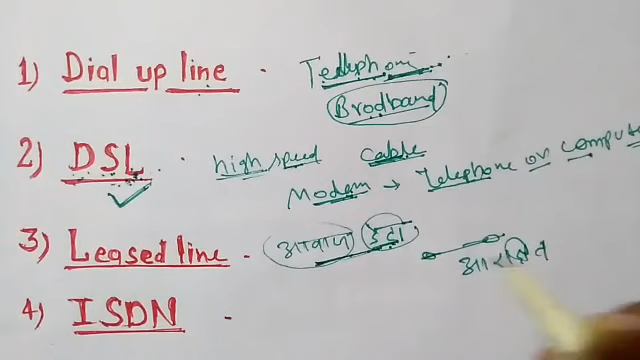 1) Dial up line . Telephone
Brodband
2) DSL . high speed cable
Modem → Telephone or compute
3) Leased line . आवाज डेटा आरक्षित
4) ISDN .